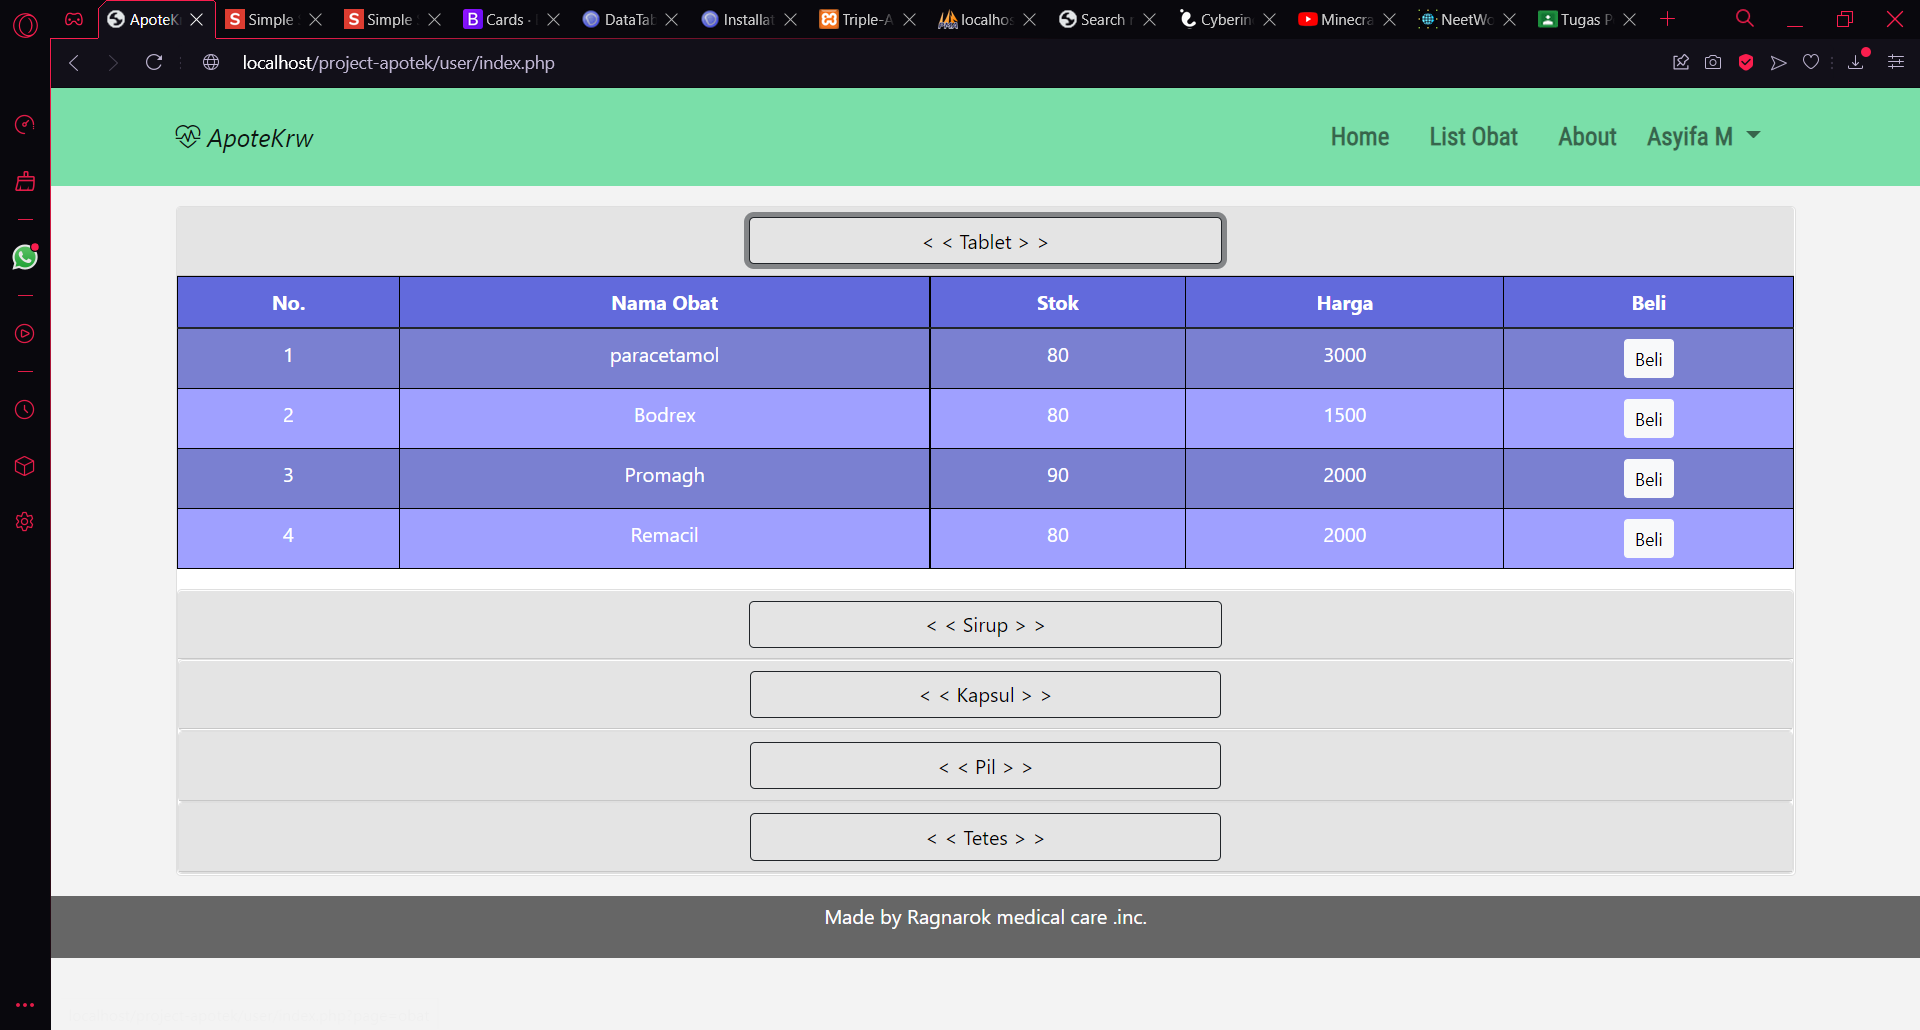 ApoteK
Simple
Simple
Cards ·
DataTab
Installat
Triple-A
localhos
Search r
Cyberin
Minecra
NeetWo
Tugas P
localhost/project-apotek/user/index.php
ApoteKrw
Home List Obat About Asyifa M
< < Tablet > >
No. Nama Obat Stok Harga Beli
1 paracetamol 80 3000 Beli
2 Bodrex 80 1500 Beli
3 Promagh 90 2000 Beli
4 Remacil 80 2000 Beli
< < Sirup > >
< < Kapsul > >
< < Pil > >
< < Tetes > >
Made by Ragnarok medical care .inc.